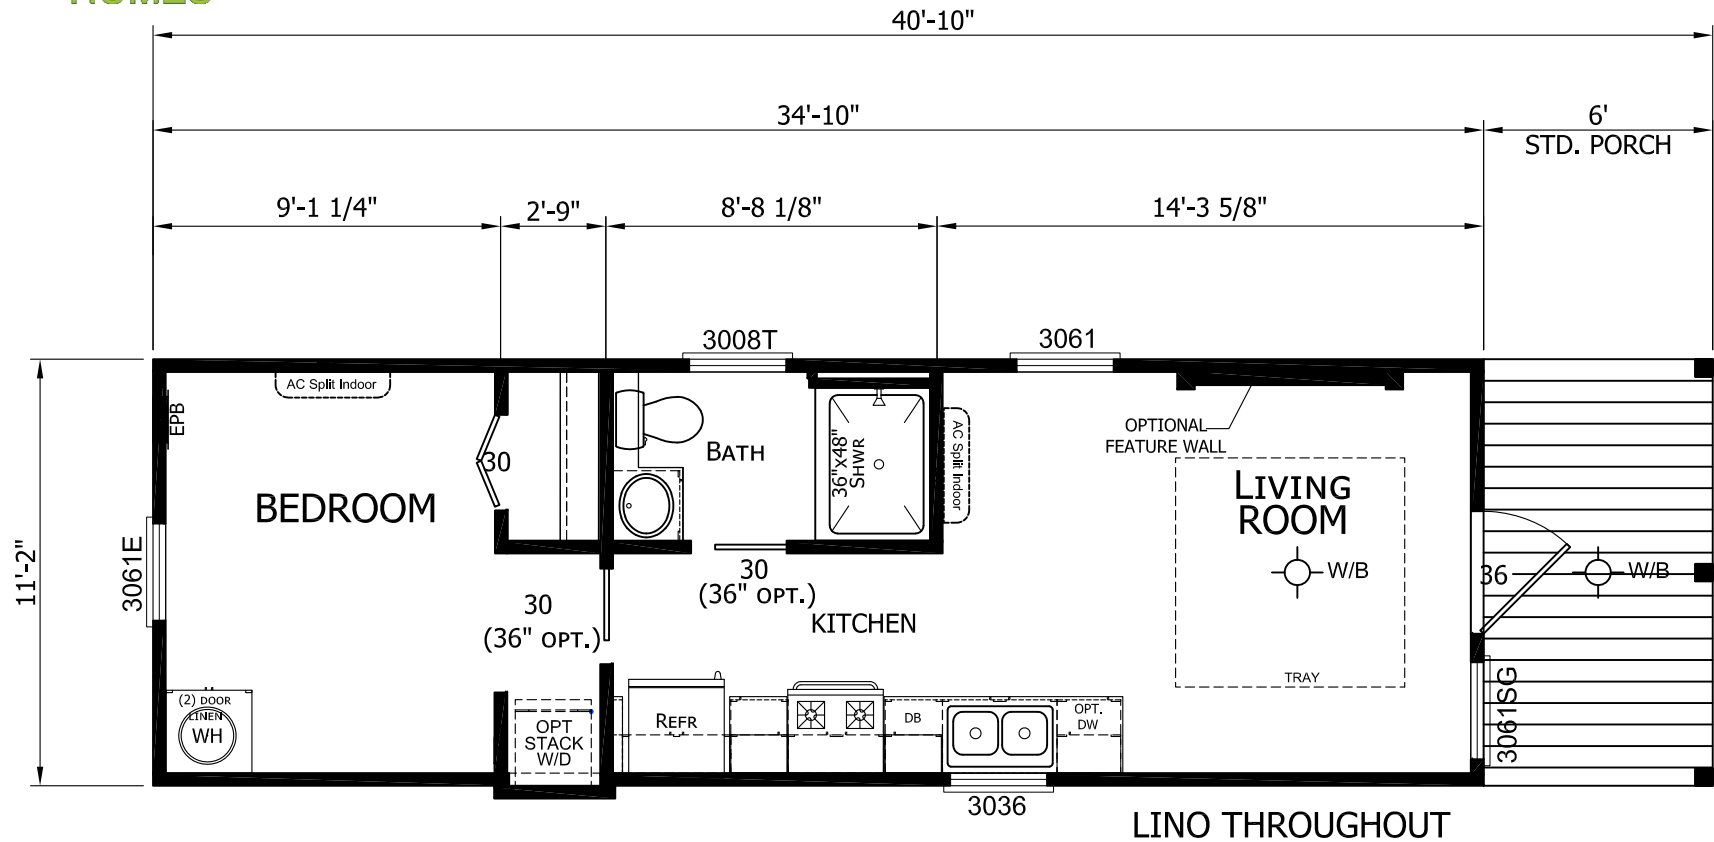 HOMES
40'-10"
34'-10"
6'
STD. PORCH
9'-1 1/4"
2'-9"
8'-8 1/8"
14'-3 5/8"
3008T
3061
AC Split Indoor
EPB
30
BEDROOM
BATH
36"x48"
SHWR
AC Split Indoor
OPTIONAL
FEATURE WALL
LIVING
ROOM
W/B
36
W/B
11'-2"
3061E
30
(36" OPT.)
30
(36" OPT.)
KITCHEN
TRAY
(2) DOOR
LINEN
WH
OPT
STACK
W/D
REFR
DB
OPT.
DW
3061SG
3036
LINO THROUGHOUT